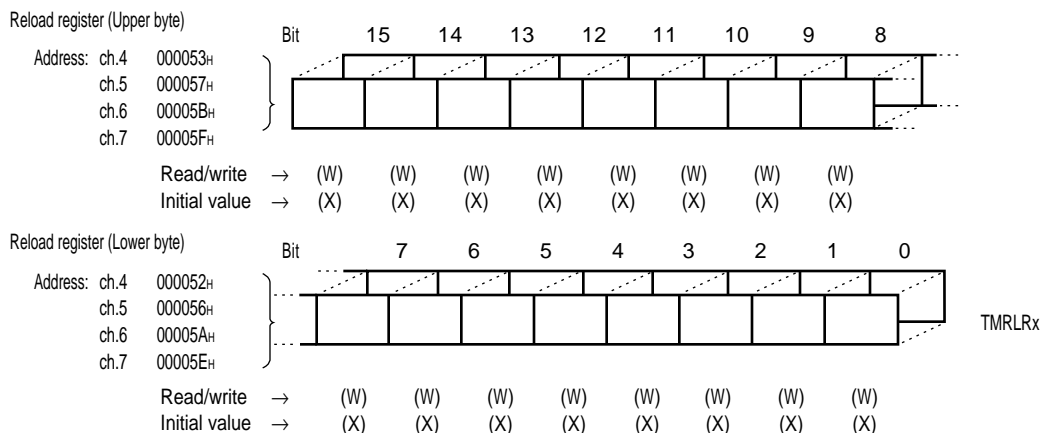 Reload register (Upper byte)
Bit 15 14 13 12 11 10 9 8
Address: ch.4 000053H
ch.5 000057H
ch.6 00005BH
ch.7 00005FH
Read/write → (W) (W) (W) (W) (W) (W) (W) (W)
Initial value → (X) (X) (X) (X) (X) (X) (X) (X)
Reload register (Lower byte)
Bit 7 6 5 4 3 2 1 0
Address: ch.4 000052H
ch.5 000056H
ch.6 00005AH
TMRLRx
ch.7 00005EH
Read/write → (W) (W) (W) (W) (W) (W) (W) (W)
Initial value → (X) (X) (X) (X) (X) (X) (X) (X)